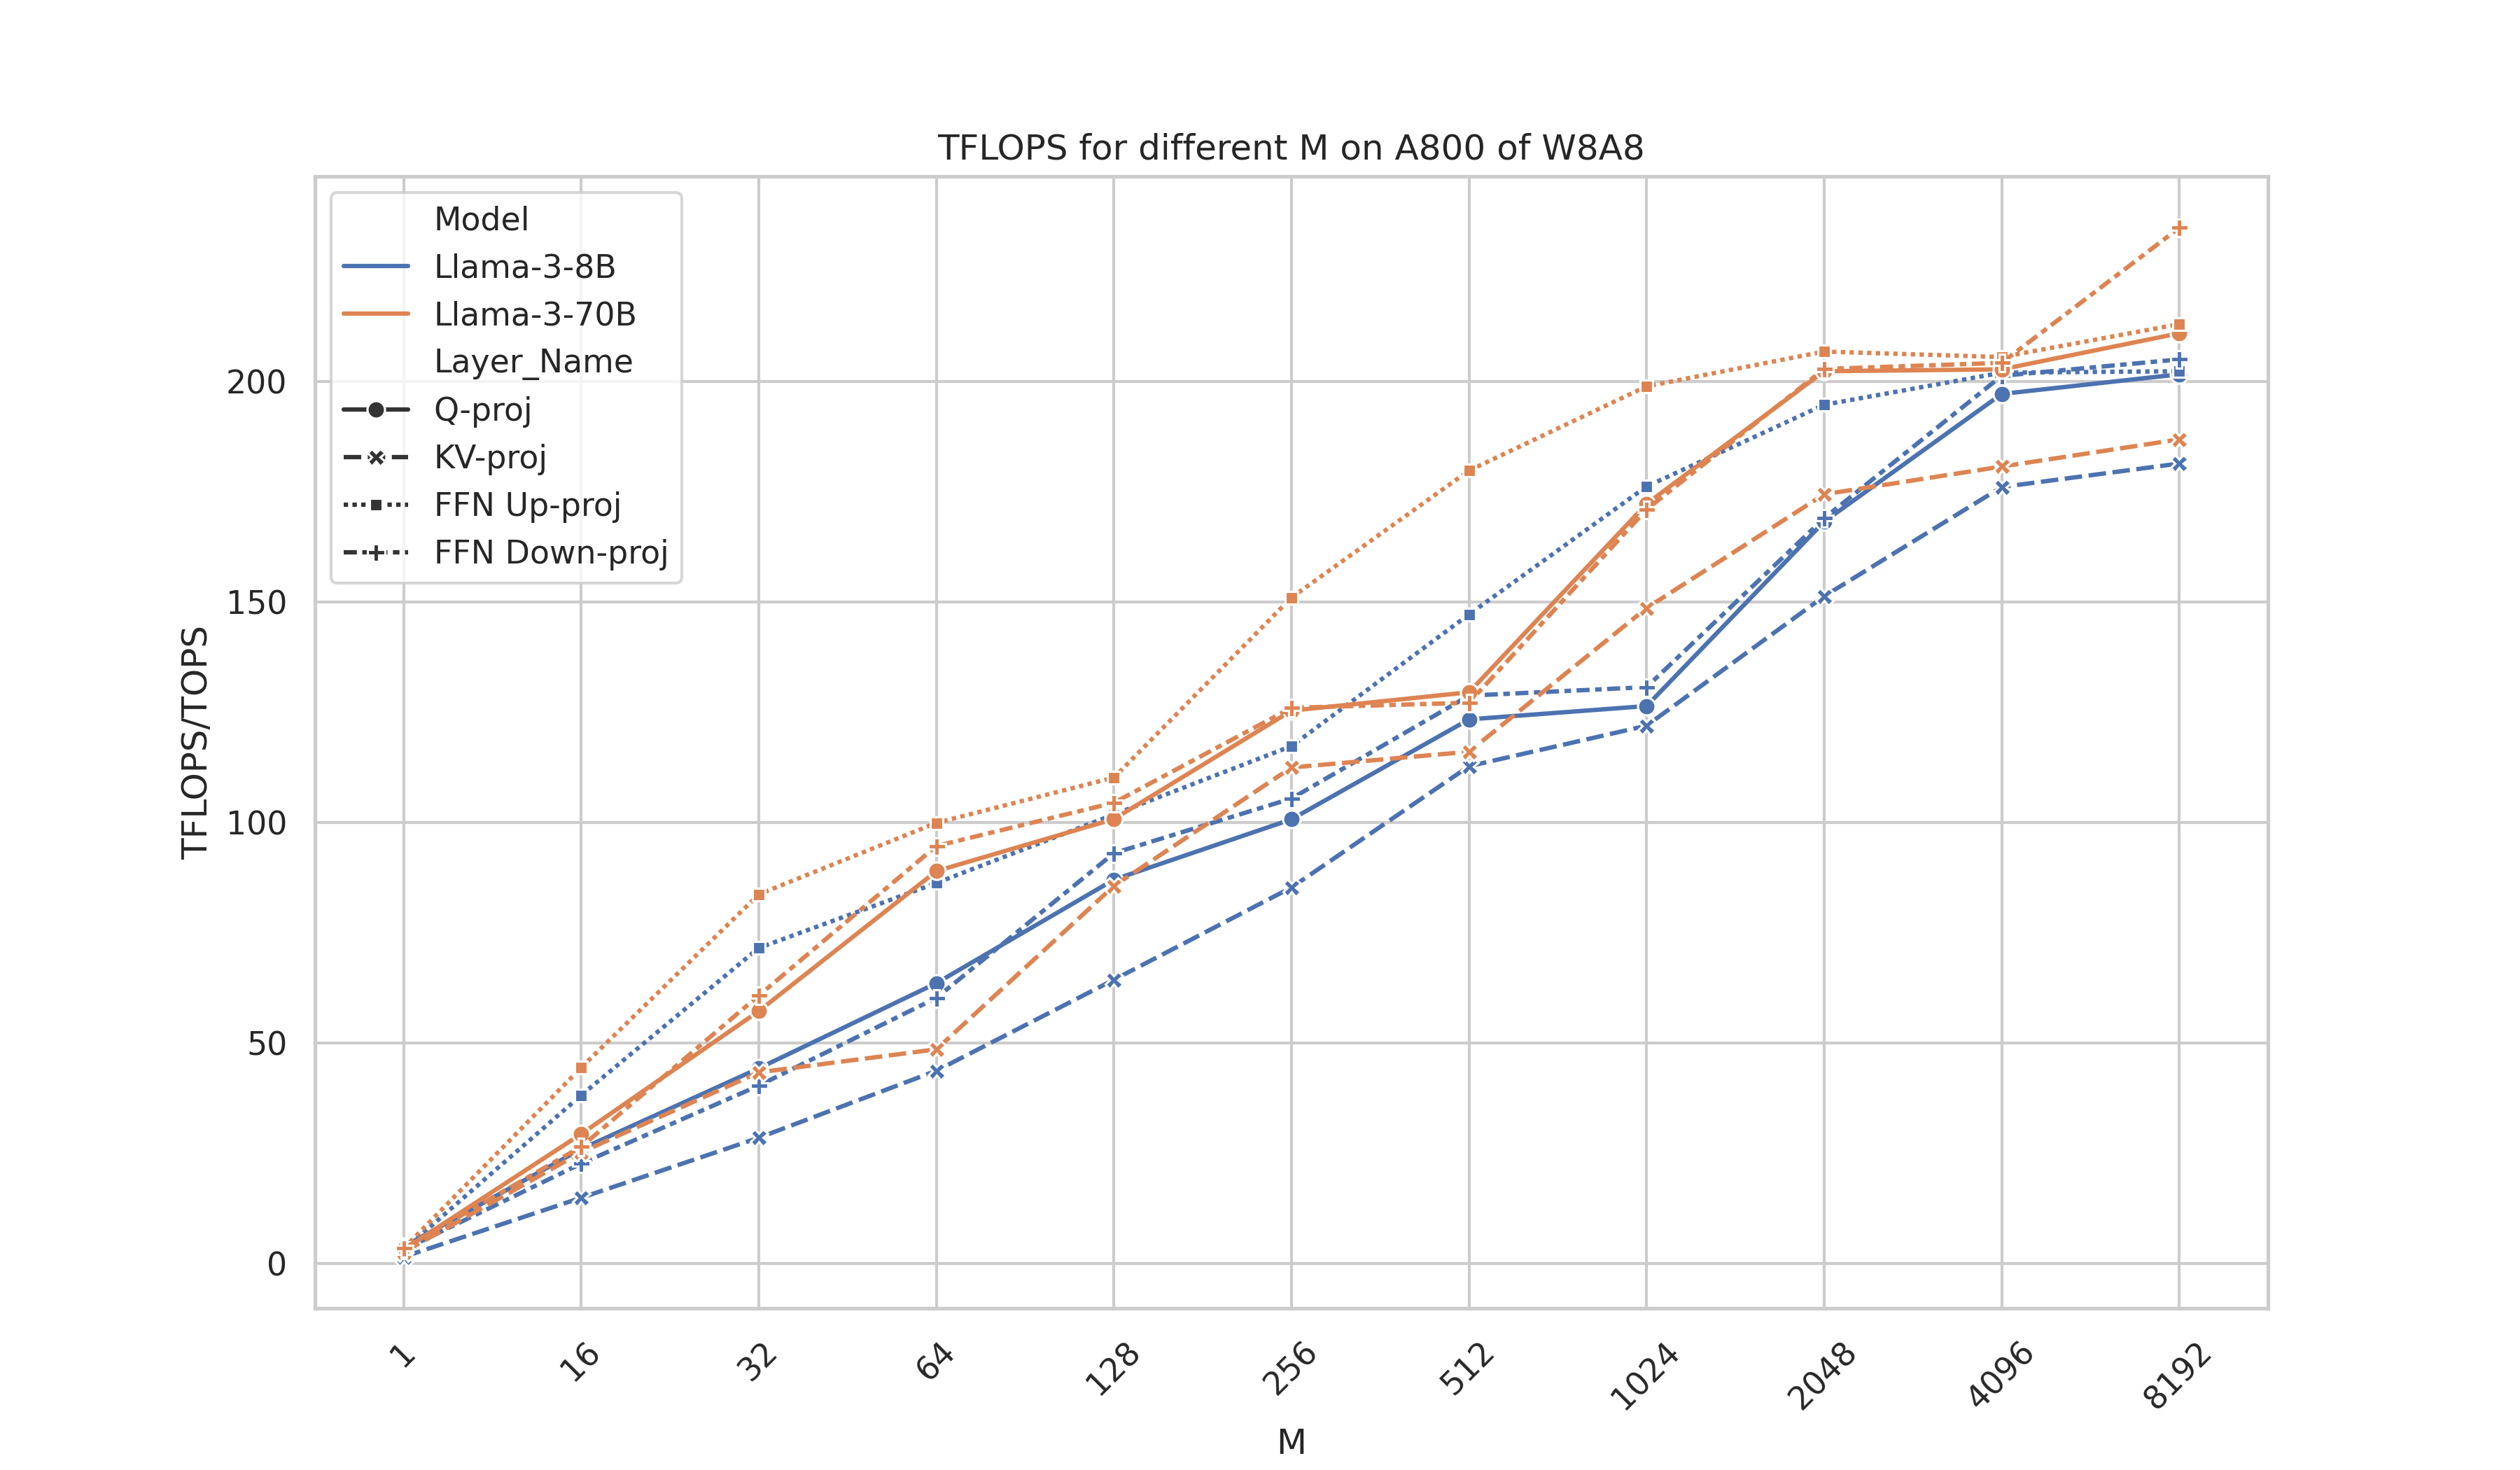 TFLOPS for different M on A800 of W8A8
Model
Llama-3-8B
Llama-3-70B
Layer_Name
Q-proj
KV-proj
FFN Up-proj
FFN Down-proj
TFLOPS/TOPS
200
150
100
50
0
1
16
32
64
128
256
512
1024
2048
4096
8192
M